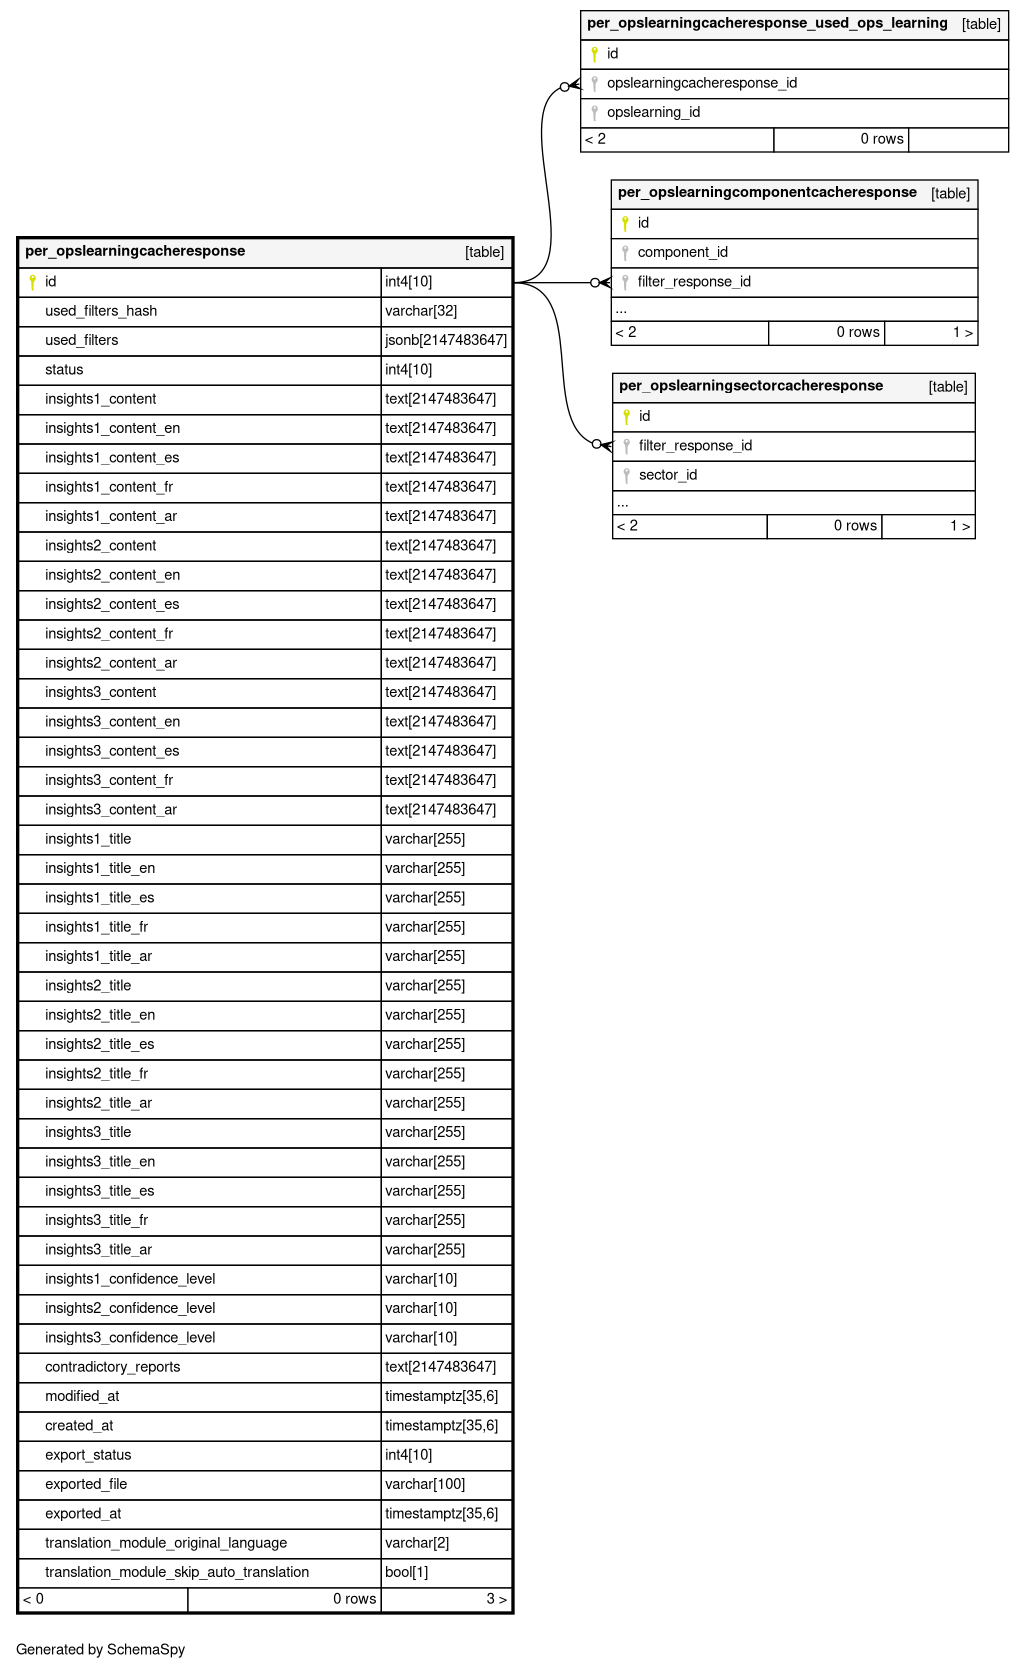 per_opslearningcacheresponse_used_ops_learning [table]
id
opslearningcacheresponse_id
opslearning_id
< 2 0 rows
per_opslearningcomponentcacheresponse [table]
id
component_id
filter_response_id
...
< 2 0 rows 1 >
per_opslearningsectorcacheresponse [table]
id
filter_response_id
sector_id
...
< 2 0 rows 1 >
per_opslearningcacheresponse [table]
id int4[10]
used_filters_hash varchar[32]
used_filters jsonb[2147483647]
status int4[10]
insights1_content text[2147483647]
insights1_content_en text[2147483647]
insights1_content_es text[2147483647]
insights1_content_fr text[2147483647]
insights1_content_ar text[2147483647]
insights2_content text[2147483647]
insights2_content_en text[2147483647]
insights2_content_es text[2147483647]
insights2_content_fr text[2147483647]
insights2_content_ar text[2147483647]
insights3_content text[2147483647]
insights3_content_en text[2147483647]
insights3_content_es text[2147483647]
insights3_content_fr text[2147483647]
insights3_content_ar text[2147483647]
insights1_title varchar[255]
insights1_title_en varchar[255]
insights1_title_es varchar[255]
insights1_title_fr varchar[255]
insights1_title_ar varchar[255]
insights2_title varchar[255]
insights2_title_en varchar[255]
insights2_title_es varchar[255]
insights2_title_fr varchar[255]
insights2_title_ar varchar[255]
insights3_title varchar[255]
insights3_title_en varchar[255]
insights3_title_es varchar[255]
insights3_title_fr varchar[255]
insights3_title_ar varchar[255]
insights1_confidence_level varchar[10]
insights2_confidence_level varchar[10]
insights3_confidence_level varchar[10]
contradictory_reports text[2147483647]
modified_at timestamptz[35,6]
created_at timestamptz[35,6]
export_status int4[10]
exported_file varchar[100]
exported_at timestamptz[35,6]
translation_module_original_language varchar[2]
translation_module_skip_auto_translation bool[1]
< 0 0 rows 3 >
Generated by SchemaSpy